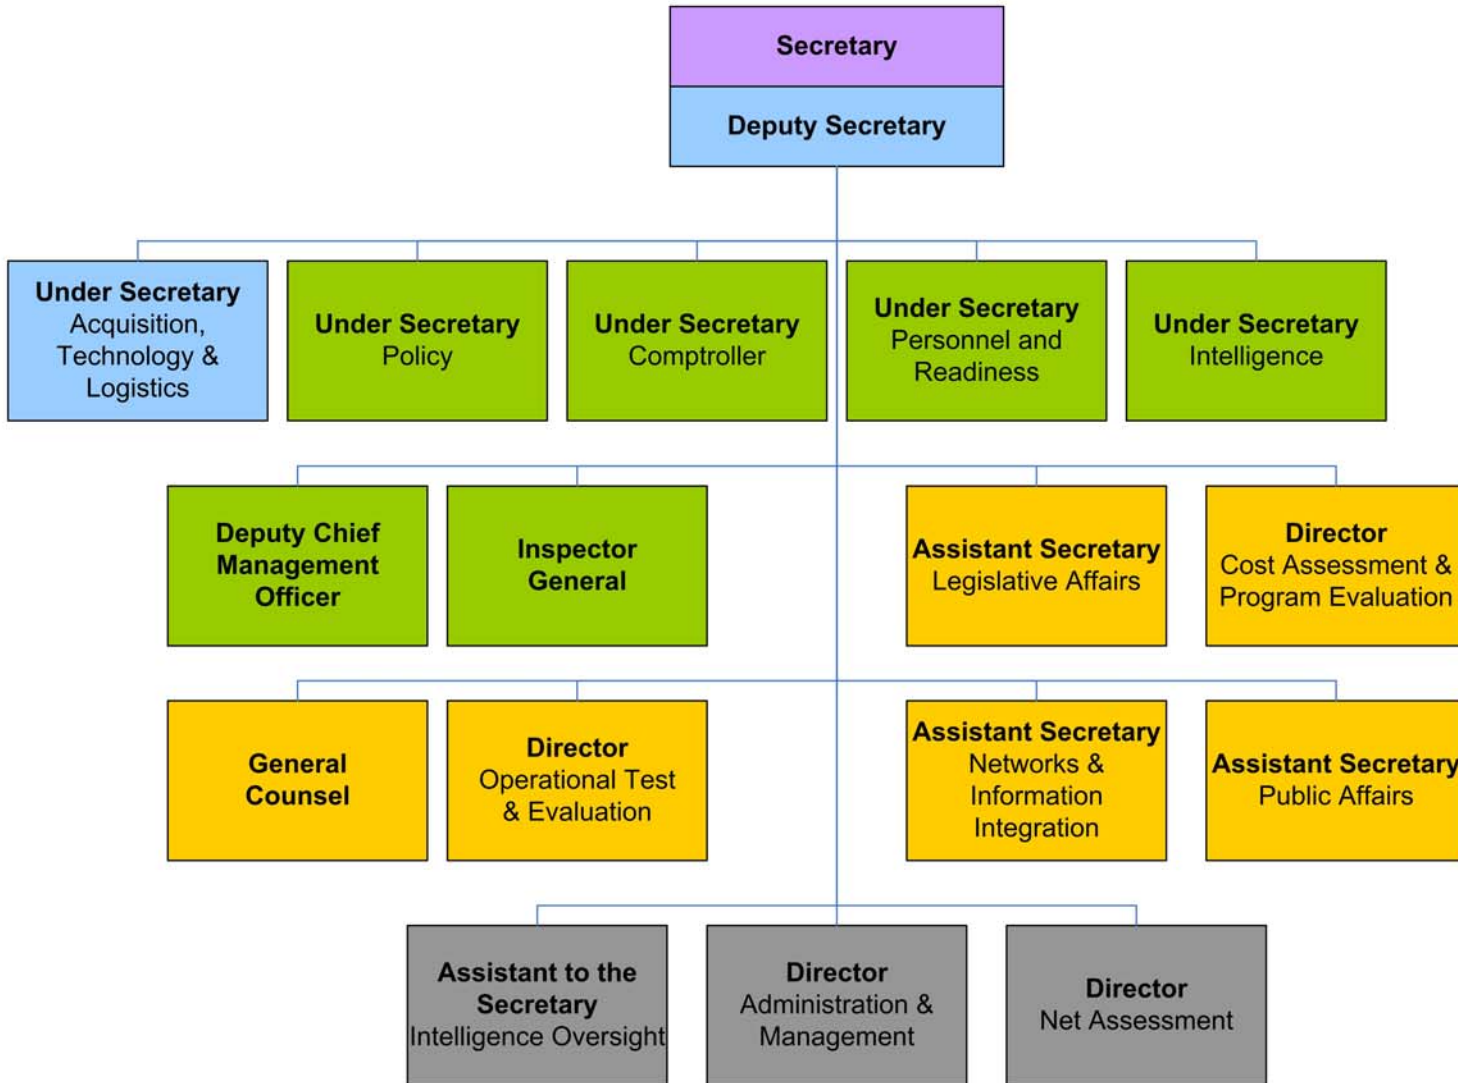 Secretary
Deputy Secretary
Under Secretary
Acquisition,
Technology &
Logistics
Under Secretary
Policy
Under Secretary
Comptroller
Under Secretary
Personnel and
Readiness
Under Secretary
Intelligence
Deputy Chief
Management
Officer
Inspector
General
Assistant Secretary
Legislative Affairs
Director
Cost Assessment &
Program Evaluation
General
Counsel
Director
Operational Test
& Evaluation
Assistant Secretary
Networks &
Information
Integration
Assistant Secretary
Public Affairs
Assistant to the
Secretary
Intelligence Oversight
Director
Administration &
Management
Director
Net Assessment